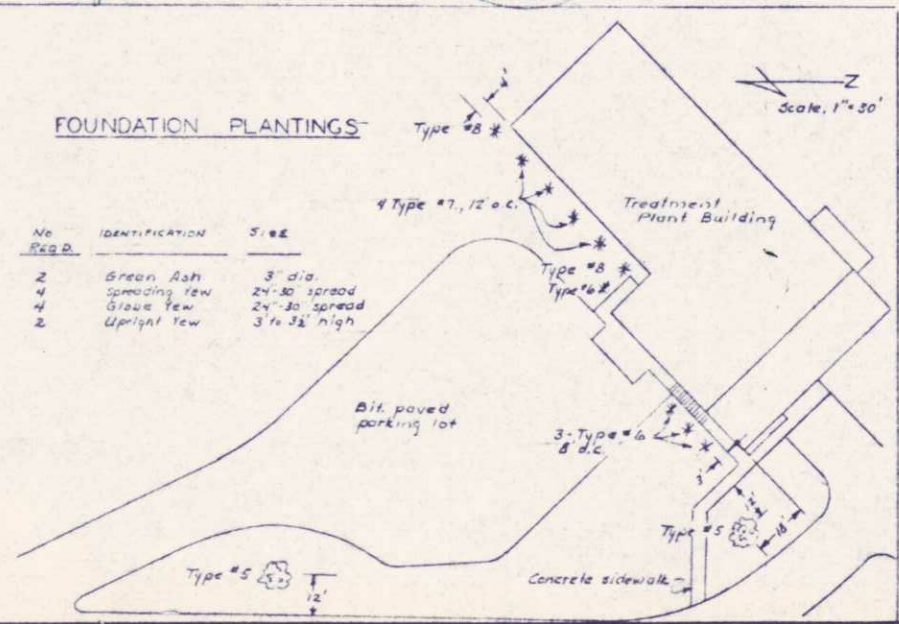 FOUNDATION PLANTINGS
No REQ.D. IDENTIFICATION SIZE
2 Green Ash 3" dia.
4 Spreading Yew 24"-30" spread
4 Globe Yew 24"-30" spread
2 Upright Yew 3' to 3½' high
Z
Scale, 1"=30'
Type #8
4 Type #7, 12' o.c.
Treatment
Plant Building
Type #8
Type #6
Bit. paved
parking lot
3-Type #6
8' o.c.
3'
Type #5
18'
Type #5
12'
Concrete sidewalk